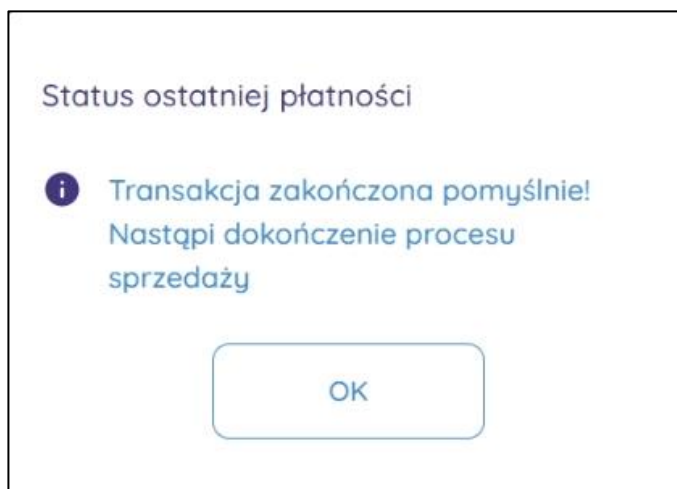 Status ostatniej płatności
Transakcja zakończona pomyślnie!
Nastąpi dokończenie procesu
sprzedaży
OK